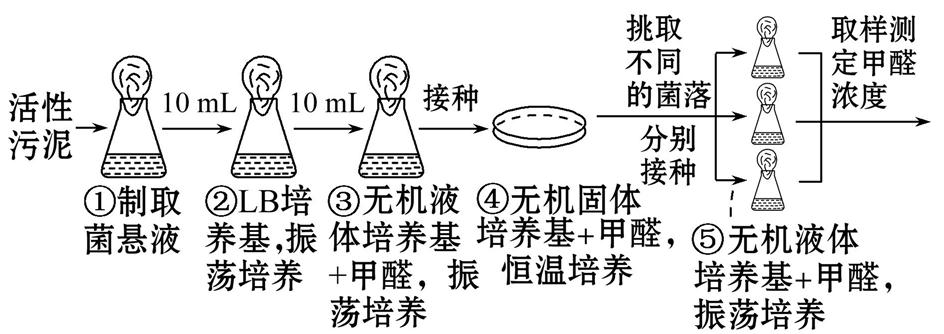 活性
污泥
10 mL
10 mL
接种
挑取
不同
的菌落
分别
接种
取样测
定甲醛
浓度
①制取
菌悬液
②LB培
养基,振
荡培养
③无机液
体培养基
+甲醛，振
荡培养
④无机固体
培养基+甲醛，
恒温培养
⑤无机液体
培养基+甲醛，
振荡培养